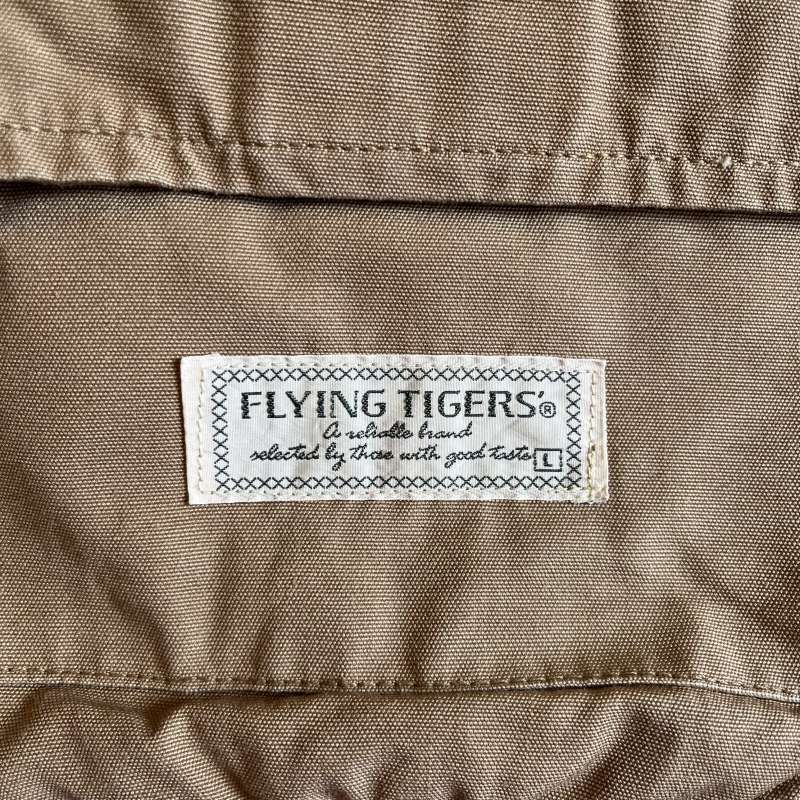 FLYING TIGERS'®
A reliable brand
selected by those with good taste L